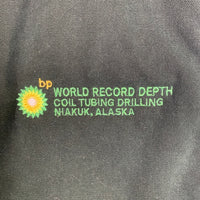 bp
WORLD RECORD DEPTH
COIL TUBING DRILLING
NIAKUK, ALASKA